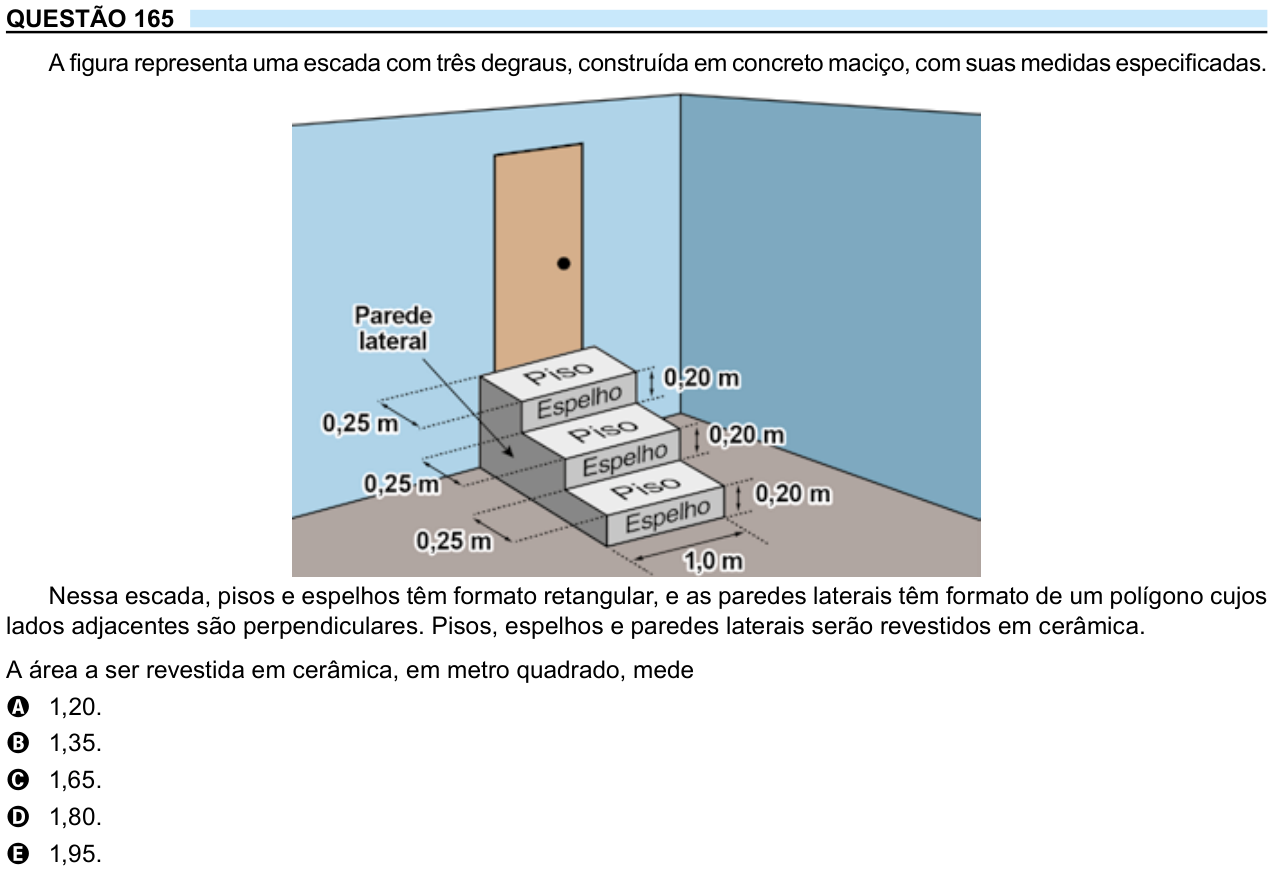 QUESTÃO 165
A figura representa uma escada com três degraus, construída em concreto maciço, com suas medidas especificadas.
Parede
lateral
Piso
0,20 m
Espelho
0,25 m
Piso
0,20 m
Espelho
0,25 m
Piso
0,20 m
Espelho
0,25 m
1,0 m
Nessa escada, pisos e espelhos têm formato retangular, e as paredes laterais têm formato de um polígono cujos
lados adjacentes são perpendiculares. Pisos, espelhos e paredes laterais serão revestidos em cerâmica.
A área a ser revestida em cerâmica, em metro quadrado, mede
A 1,20.
B 1,35.
C 1,65.
D 1,80.
E 1,95.